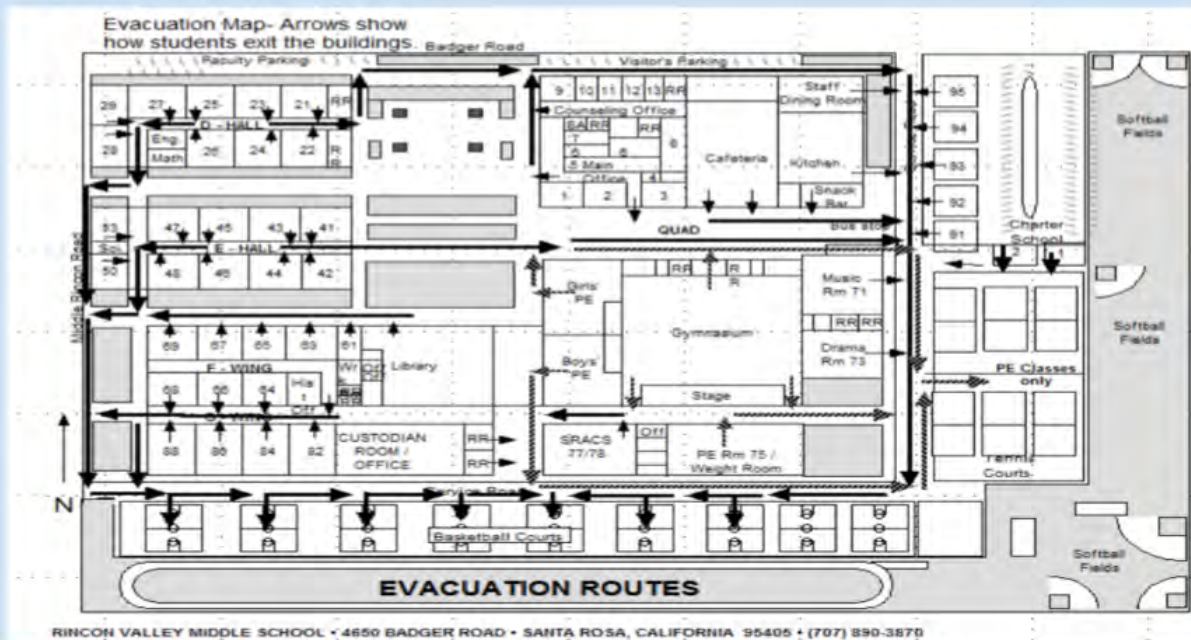 Evacuation Map- Arrows show
how students exit the buildings.
Badger Road
Faculty Parking
Visitor's Parking
9 10 11 12 13 RR
Staff
Dining Room
95
Counseling Office
27 25 23 21 RR
D - HALL
Eng.
Math
24 22
SA RR
RR
7
8
94
Softball
Fields
Cafeteria
Kitchen
93
5 Main
Office
4
1 2 3
Snack
Bar
92
Bus stop
91
Charter
School
2 1
QUAD
53
47 45 43 41
E - HALL
50
48 46 44 42
Middle Rincon Road
RR
Girls'
PE
Music
Rm 71
Gymnasium
RR RR
Drama
Rm 73
Softball
Fields
69 67 65 63 61
Library
F - WING
66 64
Off
Boys'
PE
PE Classes
only
Stage
88 86 84 82
CUSTODIAN
ROOM /
OFFICE
RR
RR
SRACS
77/78
Off
PE Rm 75 /
Weight Room
Tennis
Courts
N
Service Road
Basketball Courts
Softball
Fields
EVACUATION ROUTES
RINCON VALLEY MIDDLE SCHOOL • 4650 BADGER ROAD • SANTA ROSA, CALIFORNIA 95405 • (707) 890-3870